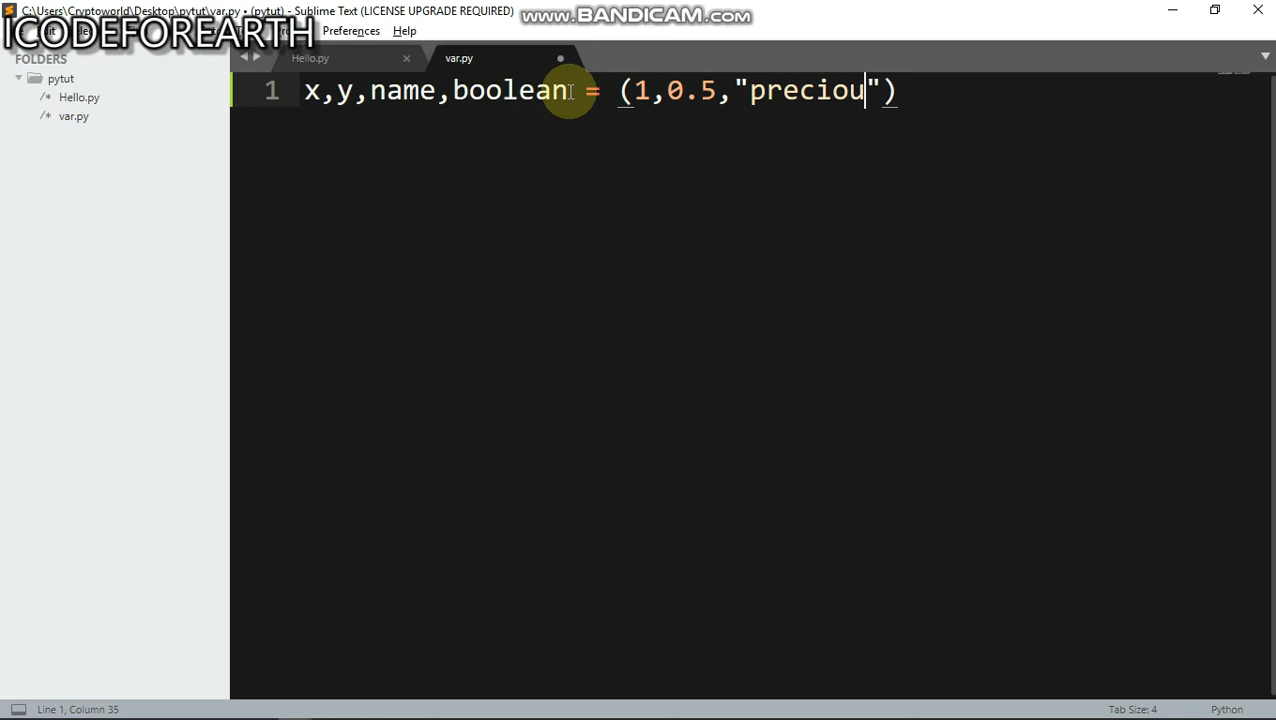 C:\Users\Cryptoworld\Desktop\pytut\var.py • (pytut) - Sublime Text (LICENSE UPGRADE REQUIRED)
www.BANDICAM.com
ICODEFOREARTH
Preferences Help
FOLDERS
pytut
/* Hello.py
/* var.py
Hello.py
var.py
1 x,y,name,boolean = (1,0.5,"preciou")
Line 1, Column 35
Tab Size: 4
Python